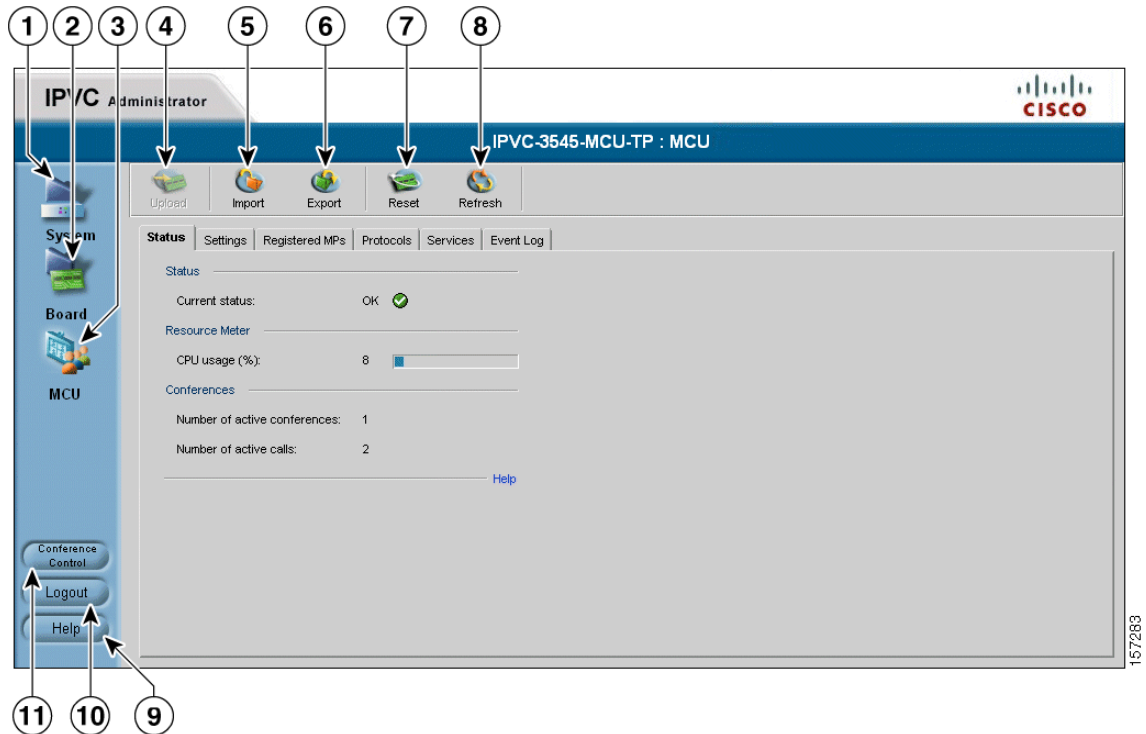 1 2 3 4 5 6 7 8
IPVC Administrator
CISCO
IPVC-3545-MCU-TP : MCU
Upload Import Export Reset Refresh
System
Board
MCU
Status Settings Registered MPs Protocols Services Event Log
Status
Current status: OK
Resource Meter
CPU usage (%): 8
Conferences
Number of active conferences: 1
Number of active calls: 2
Help
Conference
Control
Logout
Help
157283
11 10 9